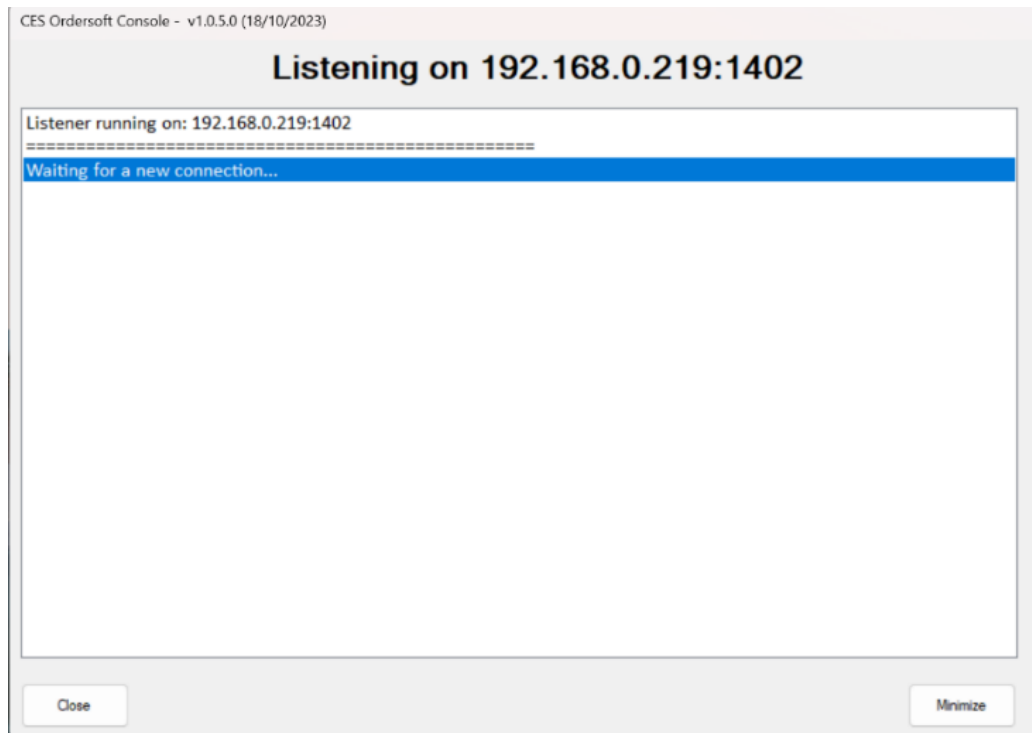 CES Ordersoft Console -  v1.0.5.0 (18/10/2023)
Listening on 192.168.0.219:1402
Listener running on: 192.168.0.219:1402
===================================================
Waiting for a new connection...
Close
Minimize